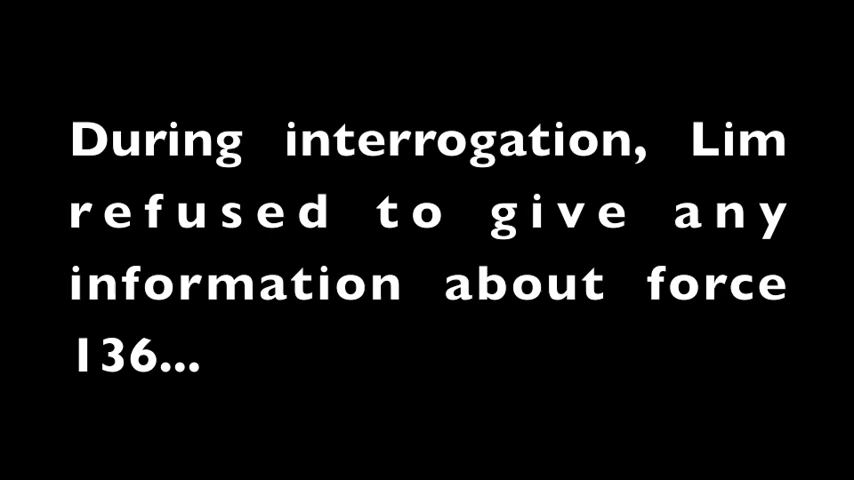 During interrogation, Lim
refused to give any
information about force
136...